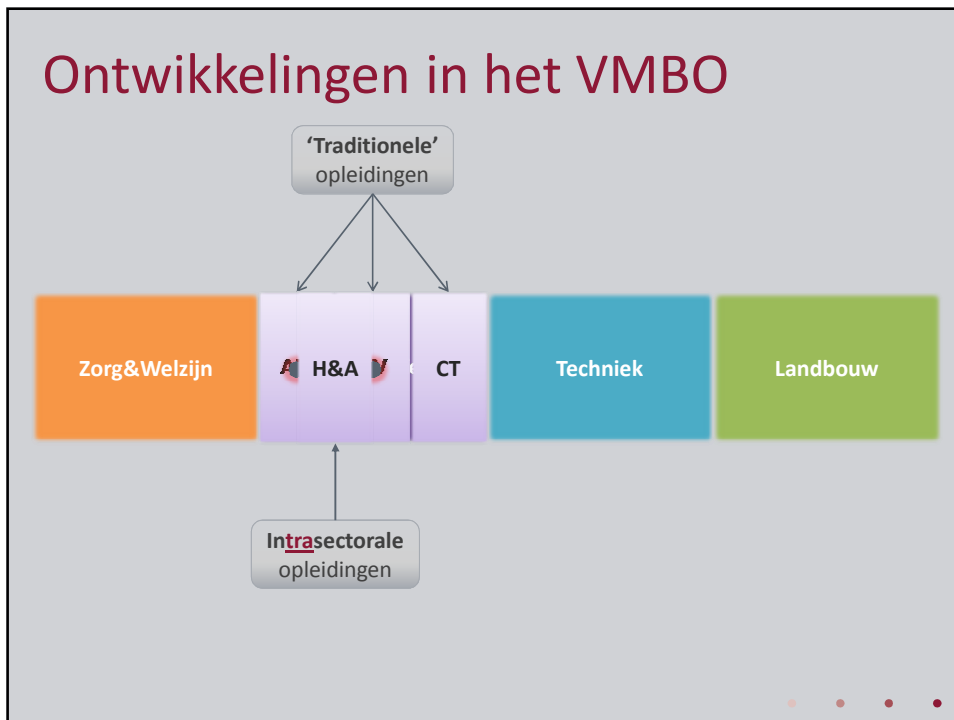 Ontwikkelingen in het VMBO
‘Traditionele’
opleidingen
Zorg&Welzijn
H&A
CT
Techniek
Landbouw
Intrasectorale
opleidingen